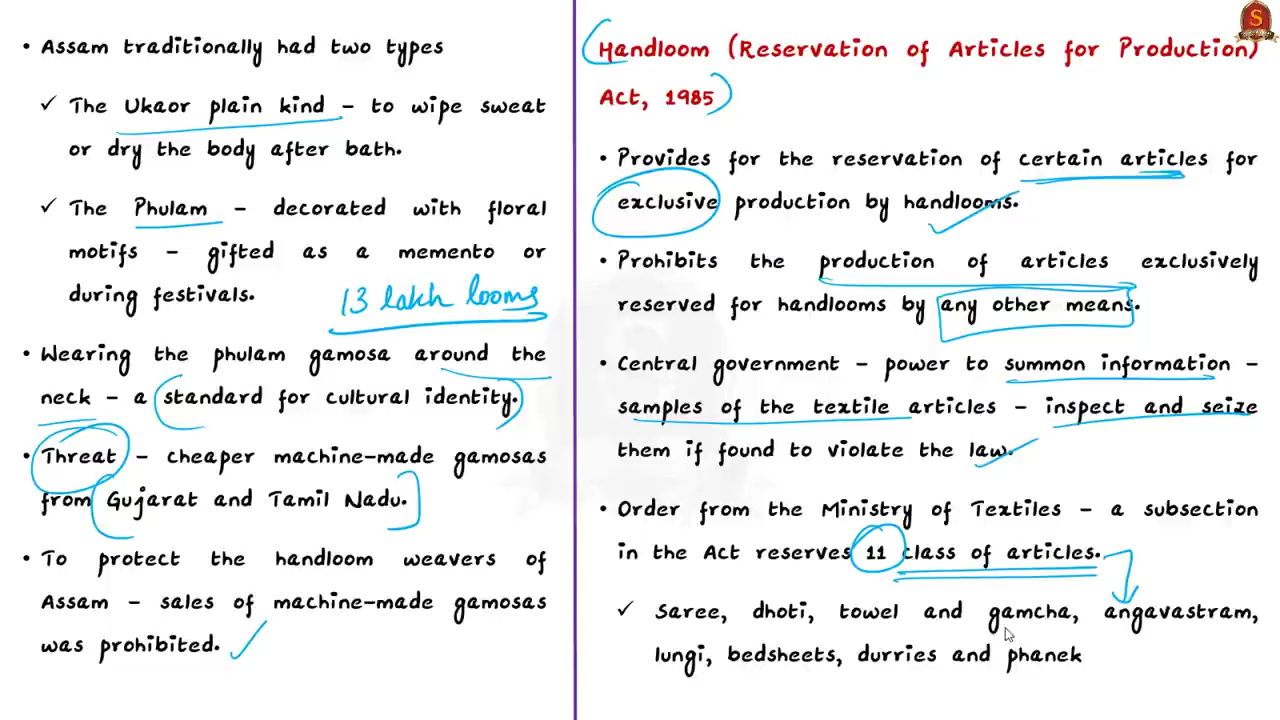 • Assam traditionally had two types
✓ The Ukaor plain kind – to wipe sweat
or dry the body after bath.
✓ The Phulam – decorated with floral
motifs – gifted as a memento or
during festivals.
13 lakh looms
• Wearing the phulam gamosa around the
neck – a standard for cultural identity.
• Threat – cheaper machine-made gamosas
from Gujarat and Tamil Nadu.
• To protect the handloom weavers of
Assam – sales of machine-made gamosas
was prohibited.
Handloom (Reservation of Articles for Production)
Act, 1985
• Provides for the reservation of certain articles for
exclusive production by handlooms.
• Prohibits the production of articles exclusively
reserved for handlooms by any other means.
• Central government – power to summon information –
samples of the textile articles – inspect and seize
them if found to violate the law.
• Order from the Ministry of Textiles – a subsection
in the Act reserves 11 class of articles.
✓ Saree, dhoti, towel and gamcha, angavastram,
lungi, bedsheets, durries and phanek